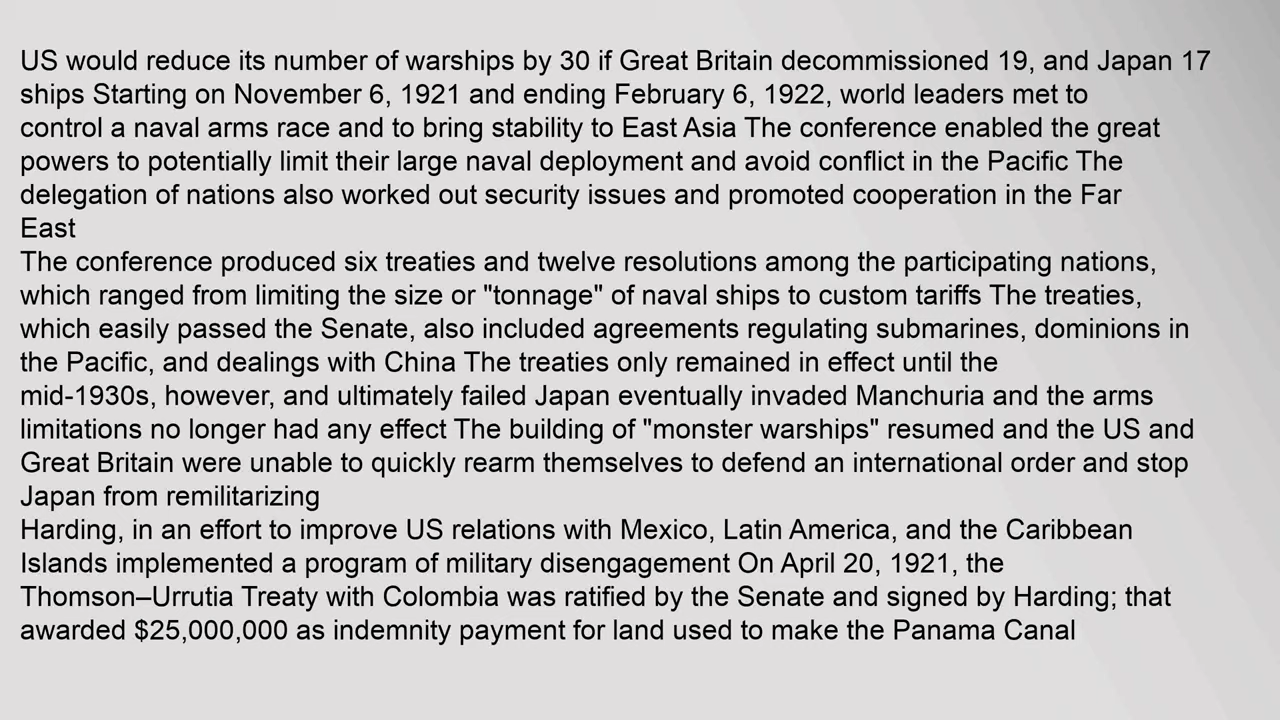 US would reduce its number of warships by 30 if Great Britain decommissioned 19, and Japan 17
ships Starting on November 6, 1921 and ending February 6, 1922, world leaders met to
control a naval arms race and to bring stability to East Asia The conference enabled the great
powers to potentially limit their large naval deployment and avoid conflict in the Pacific The
delegation of nations also worked out security issues and promoted cooperation in the Far
East
The conference produced six treaties and twelve resolutions among the participating nations,
which ranged from limiting the size or "tonnage" of naval ships to custom tariffs The treaties,
which easily passed the Senate, also included agreements regulating submarines, dominions in
the Pacific, and dealings with China The treaties only remained in effect until the
mid-1930s, however, and ultimately failed Japan eventually invaded Manchuria and the arms
limitations no longer had any effect The building of "monster warships" resumed and the US and
Great Britain were unable to quickly rearm themselves to defend an international order and stop
Japan from remilitarizing
Harding, in an effort to improve US relations with Mexico, Latin America, and the Caribbean
Islands implemented a program of military disengagement On April 20, 1921, the
Thomson–Urrutia Treaty with Colombia was ratified by the Senate and signed by Harding; that
awarded $25,000,000 as indemnity payment for land used to make the Panama Canal